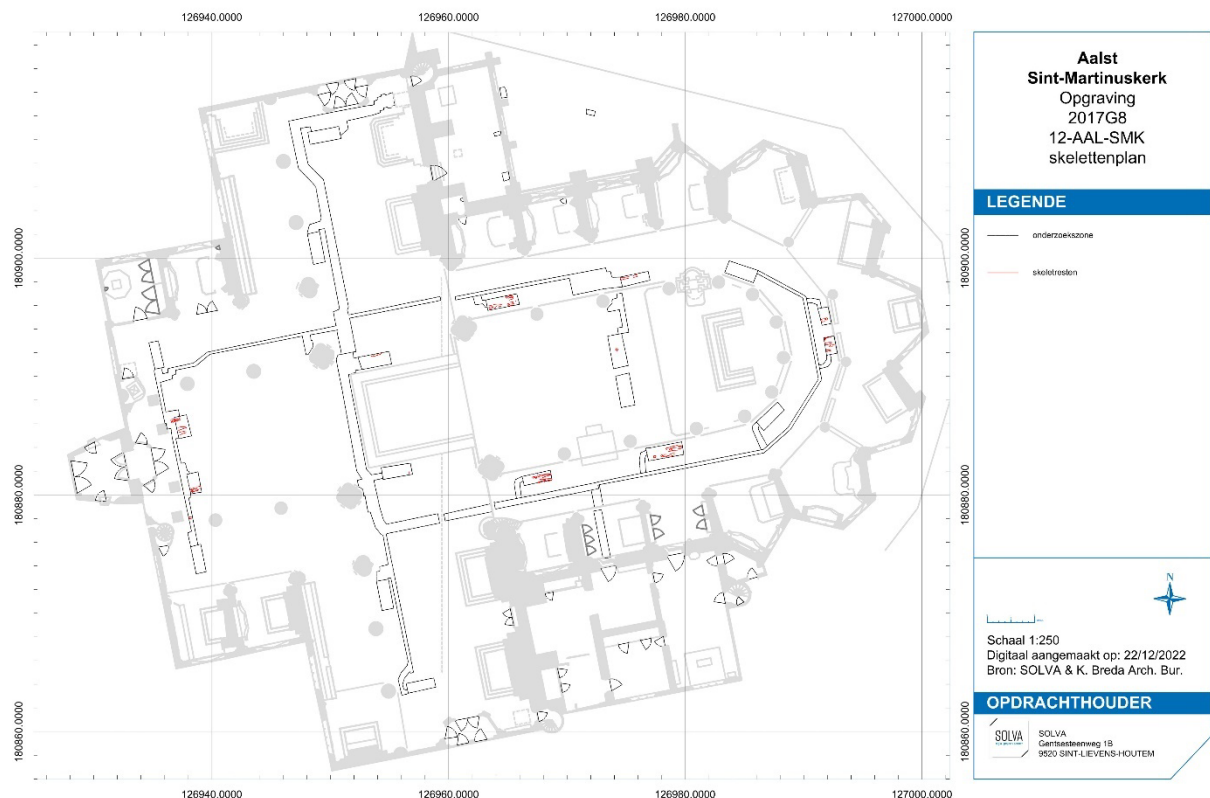 126940.0000 126960.0000 126980.0000 127000.0000
180900.0000
180880.0000
180860.0000
180900.0000
180880.0000
180860.0000
126940.0000 126960.0000 126980.0000 127000.0000
Aalst
Sint-Martinuskerk
Opgraving
2017G8
12-AAL-SMK
skelettenplan
LEGENDE
onderzoekszone
skeletresten
N
Schaal 1:250
Digitaal aangemaakt op: 22/12/2022
Bron: SOLVA & K. Breda Arch. Bur.
OPDRACHTHOUDER
SOLVA
SOLVA
Gentsesteenweg 1B
9520 SINT-LIEVENS-HOUTEM